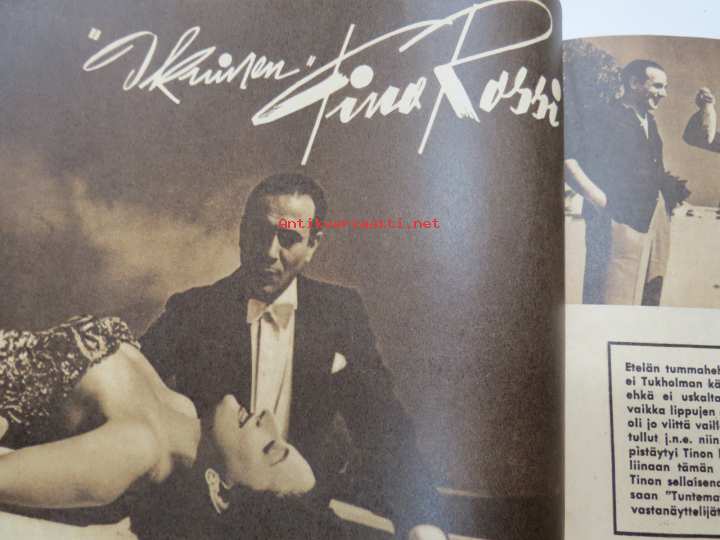 "Ikuinen" Tino Rossi
Antikvariaatti.net
Etelän tummaheh
ei Tukholman kä
ehkä ei uskalta
vaikka lippujen
oli jo viittä vaill
tullut j.n.e. niin
pistäytyi Tinon
liinaan tämän
Tinon sellaisena
saan "Tuntema
vastanäyttelijät